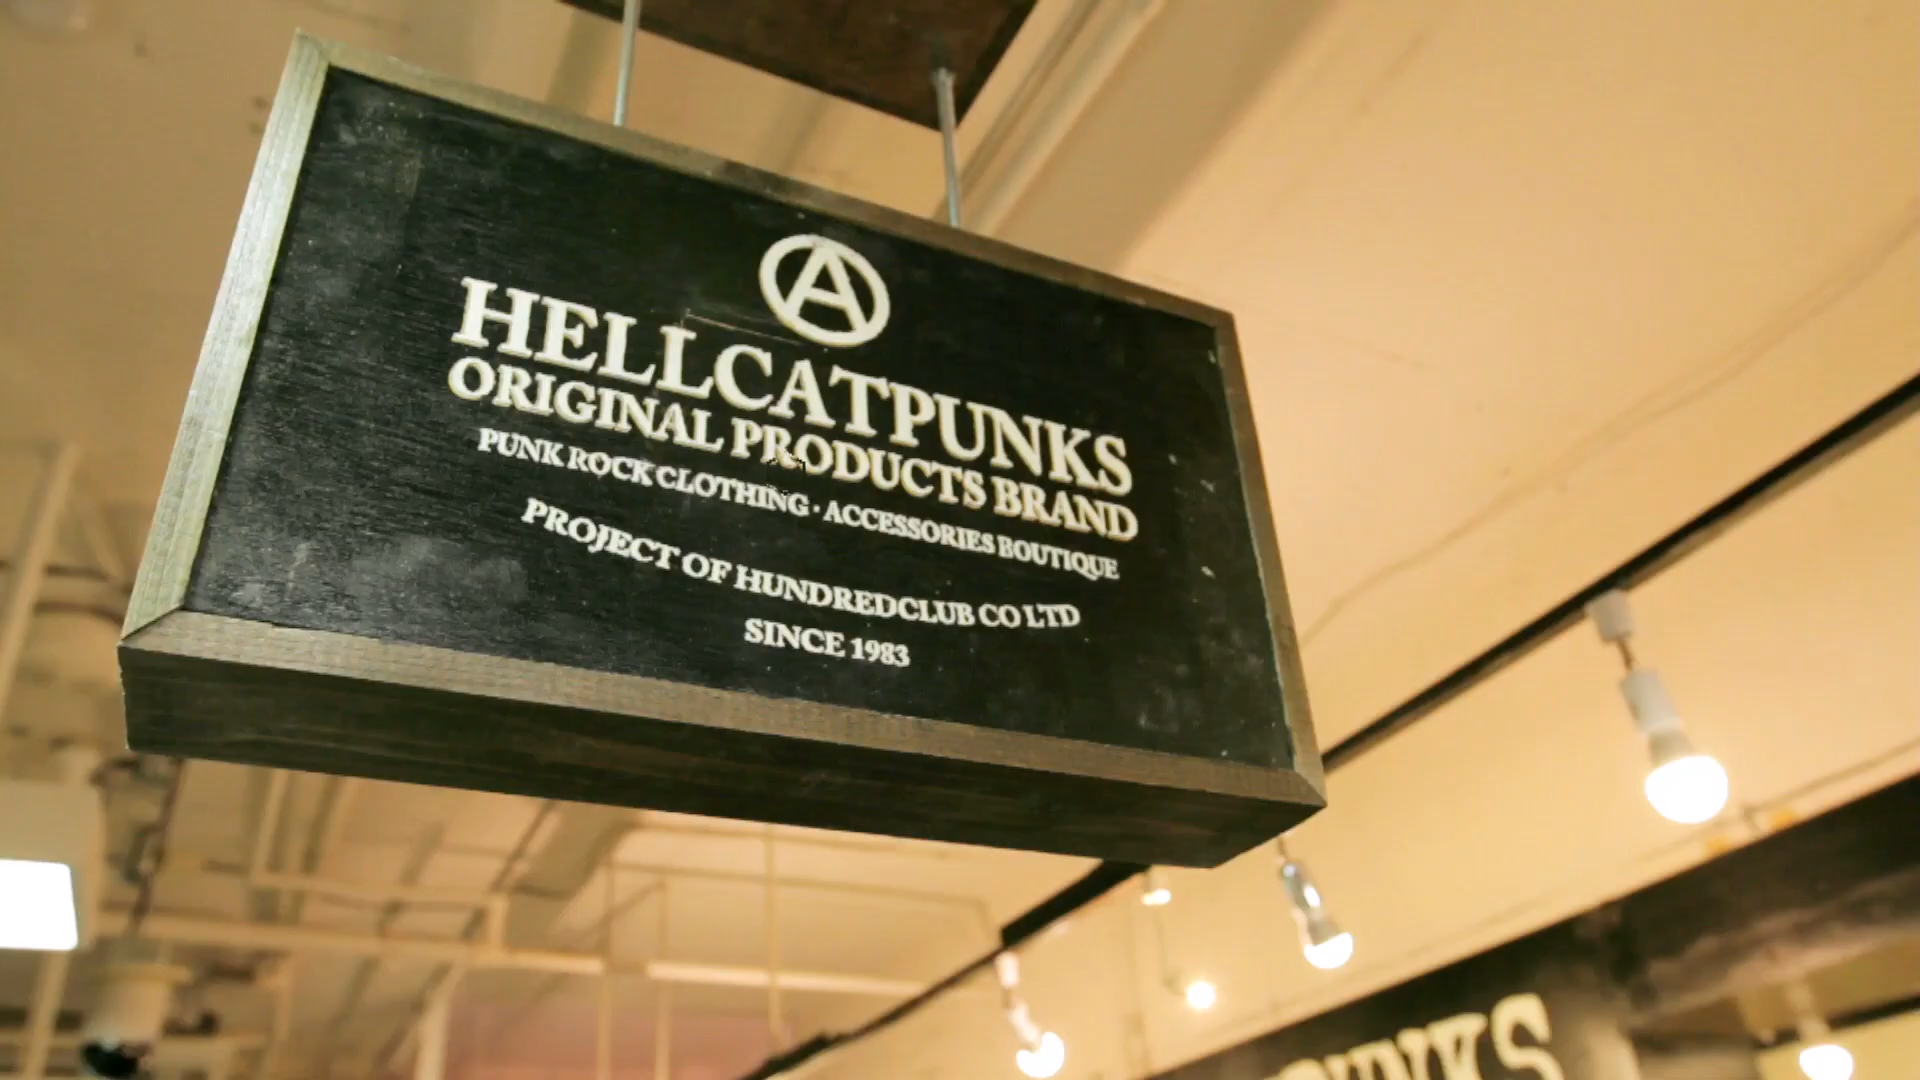 HELLCATPUNKS
ORIGINAL PRODUCTS BRAND
PUNK ROCK CLOTHING · ACCESSORIES BOUTIQUE
PROJECT OF HUNDREDCLUB CO LTD
SINCE 1983